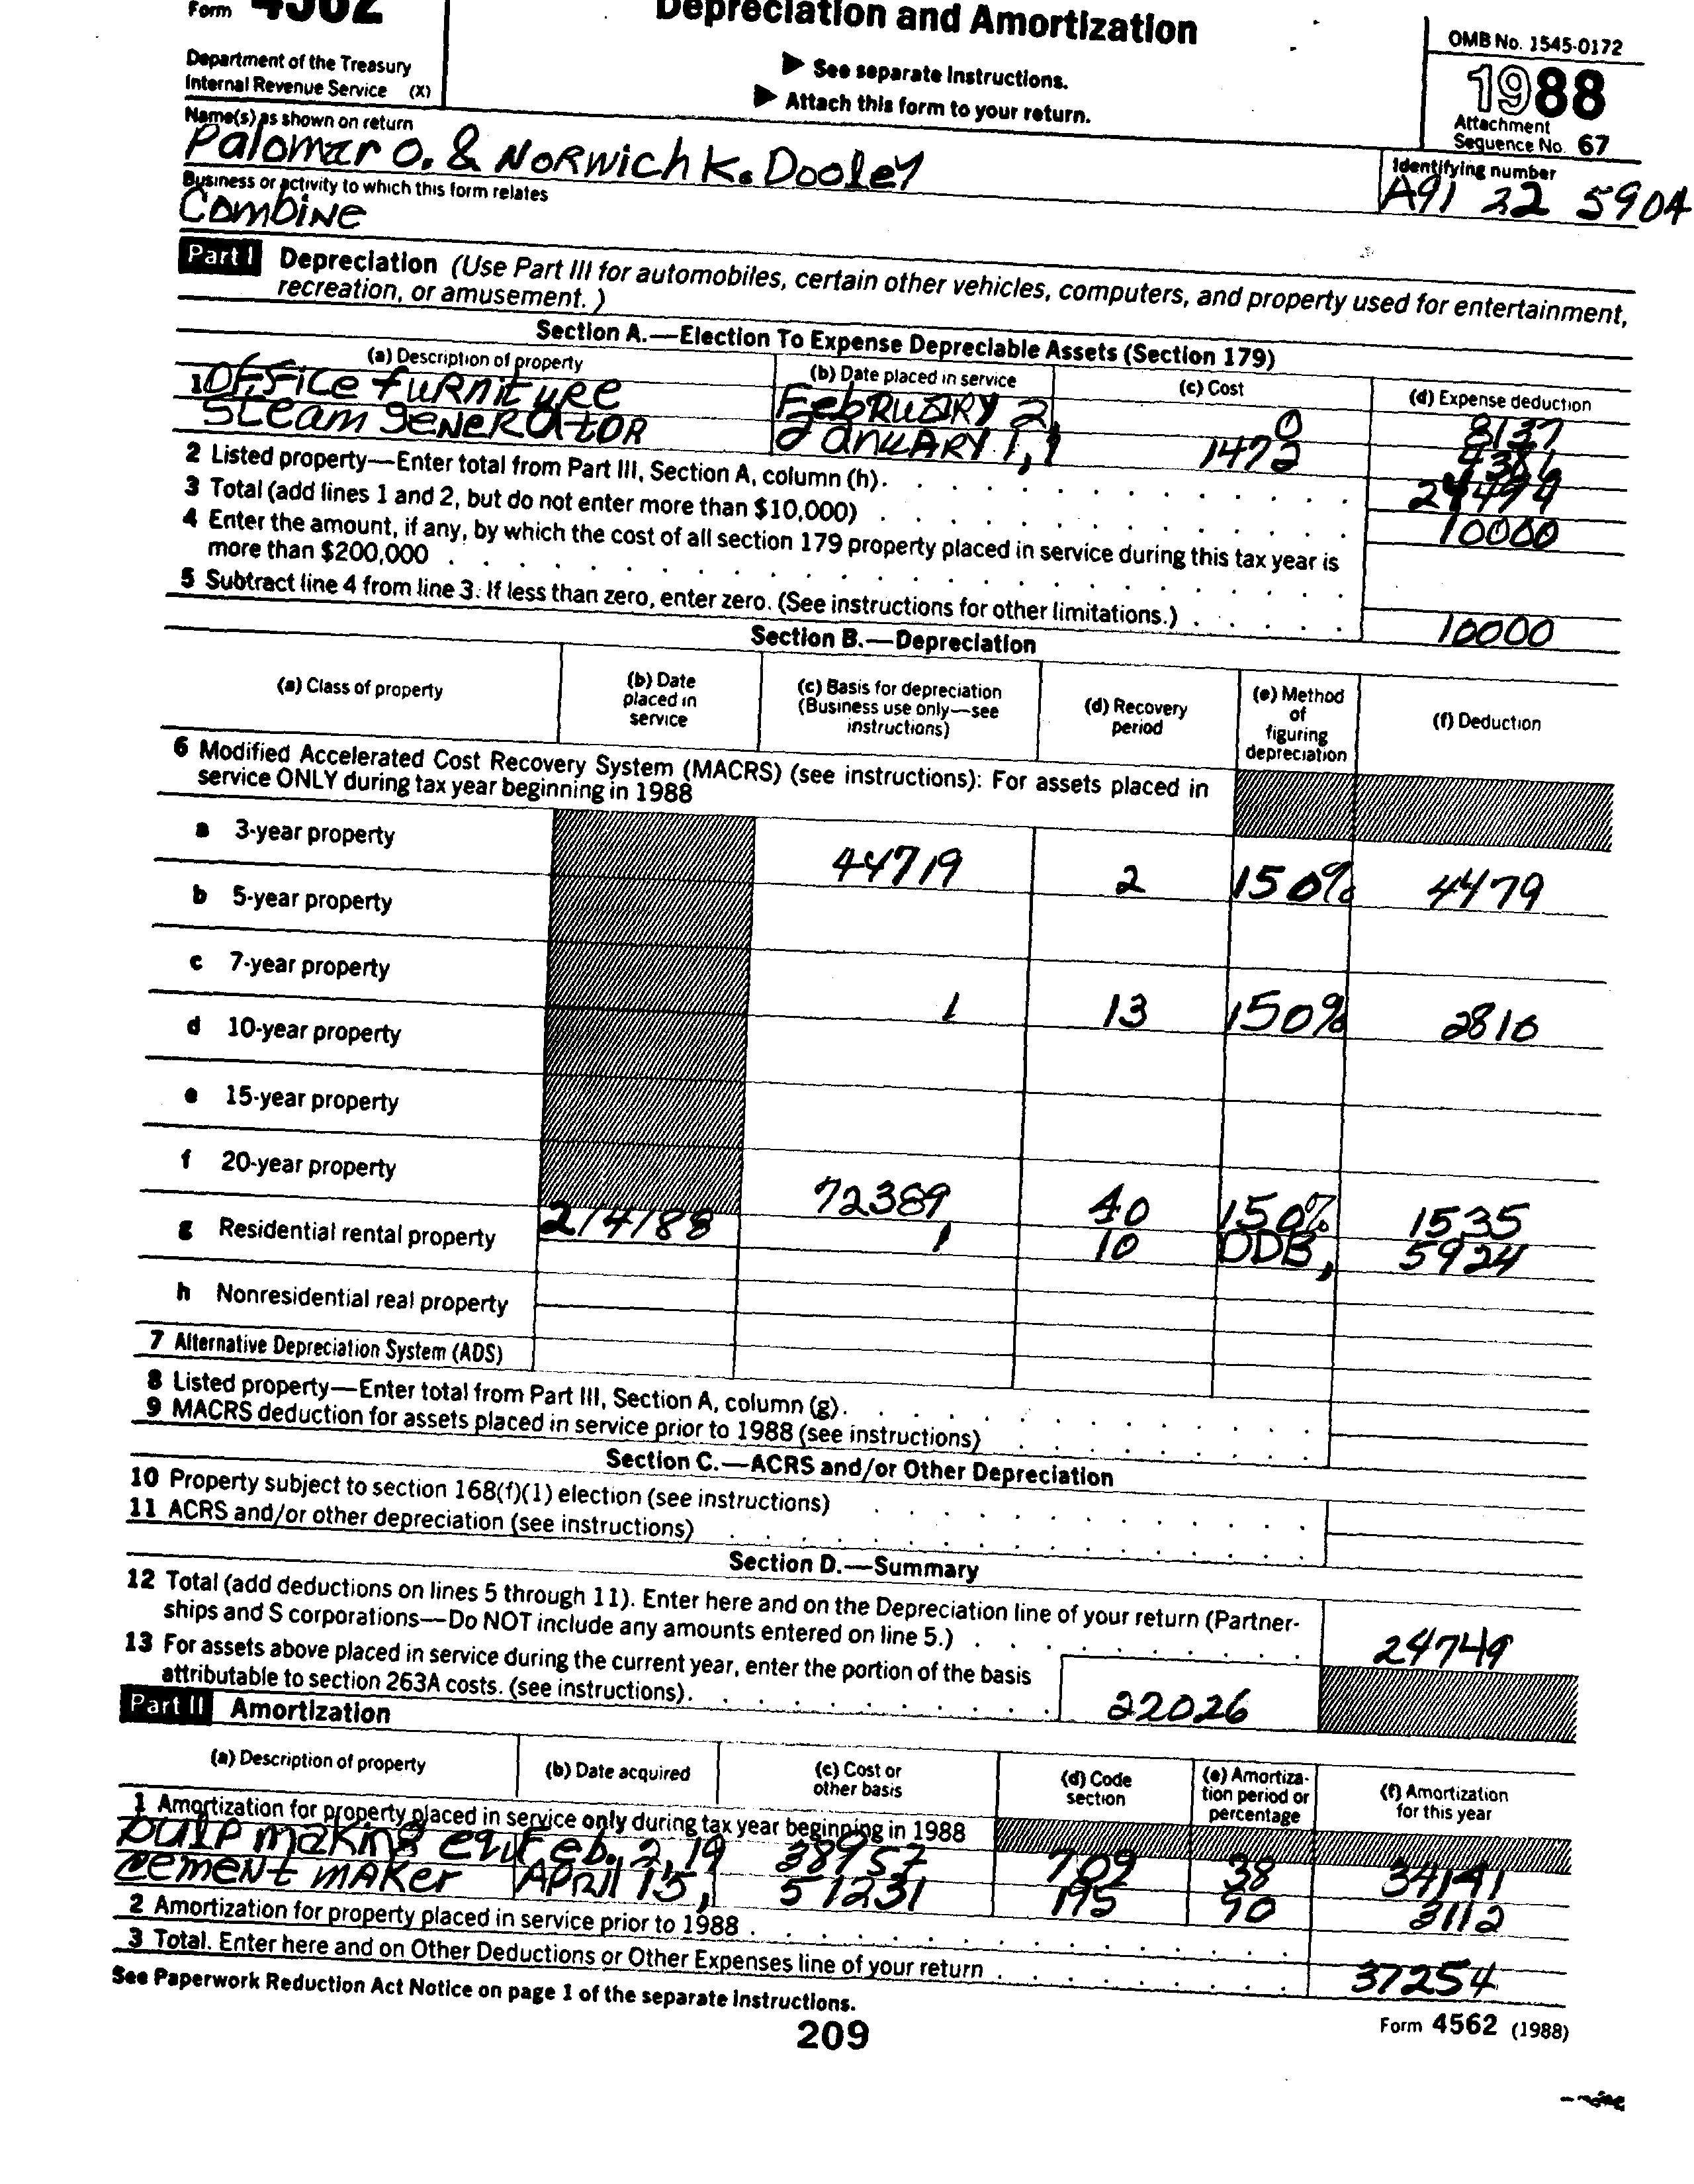 Form 4562
Depreciation and Amortization
OMB No. 1545-0172
Department of the Treasury
Internal Revenue Service (X)
▶ See separate Instructions.
▶ Attach this form to your return.
1988
Attachment
Sequence No. 67
Name(s) as shown on return
Identifying number
Palomar O. & Norwich K. Dooley
A91 22 590A
Business or activity to which this form relates
Combine
Part I Depreciation (Use Part III for automobiles, certain other vehicles, computers, and property used for entertainment,
recreation, or amusement.)
Section A.—Election To Expense Depreciable Assets (Section 179)
(a) Description of property (b) Date placed in service (c) Cost (d) Expense deduction
1 Office furniture February 2 0 8137
Steam generator January 1, 1 1472
2 Listed property—Enter total from Part III, Section A, column (h).
3 Total (add lines 1 and 2, but do not enter more than $10,000) 10000
4 Enter the amount, if any, by which the cost of all section 179 property placed in service during this tax year is
more than $200,000
5 Subtract line 4 from line 3. If less than zero, enter zero. (See instructions for other limitations.) 10000
Section B.—Depreciation
(a) Class of property
(b) Date
placed in
service
(c) Basis for depreciation
(Business use only—see
instructions)
(d) Recovery
period
(e) Method
of
figuring
depreciation
(f) Deduction
6 Modified Accelerated Cost Recovery System (MACRS) (see instructions): For assets placed in
service ONLY during tax year beginning in 1988
a 3-year property 44719 2 150% 4479
b 5-year property
c 7-year property 1 13 150% 2810
d 10-year property
e 15-year property
f 20-year property 72389 40 150% 1535
g Residential rental property 2/4/88 1 10 DDB, 5924
h Nonresidential real property
7 Alternative Depreciation System (ADS)
8 Listed property—Enter total from Part III, Section A, column (g).
9 MACRS deduction for assets placed in service prior to 1988 (see instructions)
Section C.—ACRS and/or Other Depreciation
10 Property subject to section 168(f)(1) election (see instructions)
11 ACRS and/or other depreciation (see instructions)
Section D.—Summary
12 Total (add deductions on lines 5 through 11). Enter here and on the Depreciation line of your return (Partner-
ships and S corporations—Do NOT include any amounts entered on line 5.) 24749
13 For assets above placed in service during the current year, enter the portion of the basis
attributable to section 263A costs. (see instructions). 22026
Part II Amortization
(a) Description of property
(b) Date acquired
(c) Cost or
other basis
(d) Code
section
(e) Amortiza-
tion period or
percentage
(f) Amortization
for this year
1 Amortization for property placed in service only during tax year beginning in 1988
pulp making equi Feb. 2, 19 38957 709 38 34141
cement maker April 15, 51231 195 90 3112
2 Amortization for property placed in service prior to 1988
3 Total. Enter here and on Other Deductions or Other Expenses line of your return 37254
See Paperwork Reduction Act Notice on page 1 of the separate Instructions.
Form 4562 (1988)
209